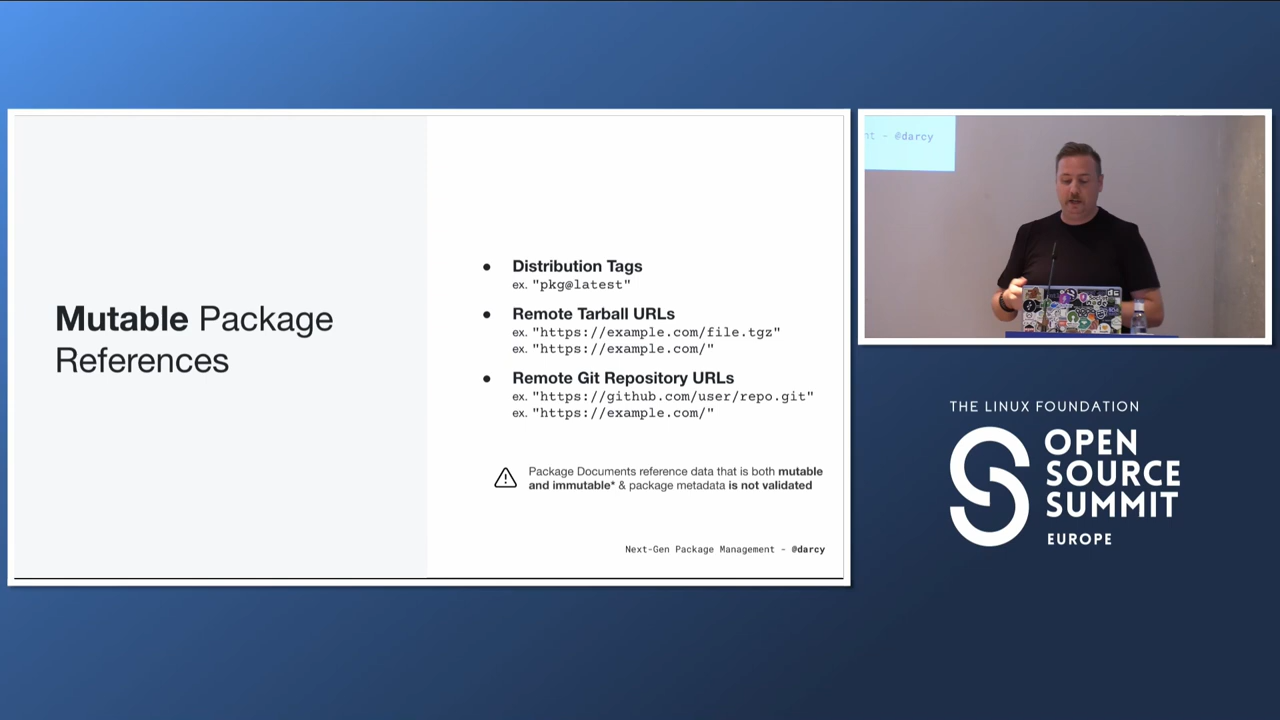 Mutable Package
References
● Distribution Tags
ex. "pkg@latest"
● Remote Tarball URLs
ex. "https://example.com/file.tgz"
ex. "https://example.com/"
● Remote Git Repository URLs
ex. "https://github.com/user/repo.git"
ex. "https://example.com/"
Package Documents reference data that is both mutable
and immutable* & package metadata is not validated
Next-Gen Package Management - @darcy
nt - @darcy
THE LINUX FOUNDATION
OPEN
SOURCE
SUMMIT
EUROPE